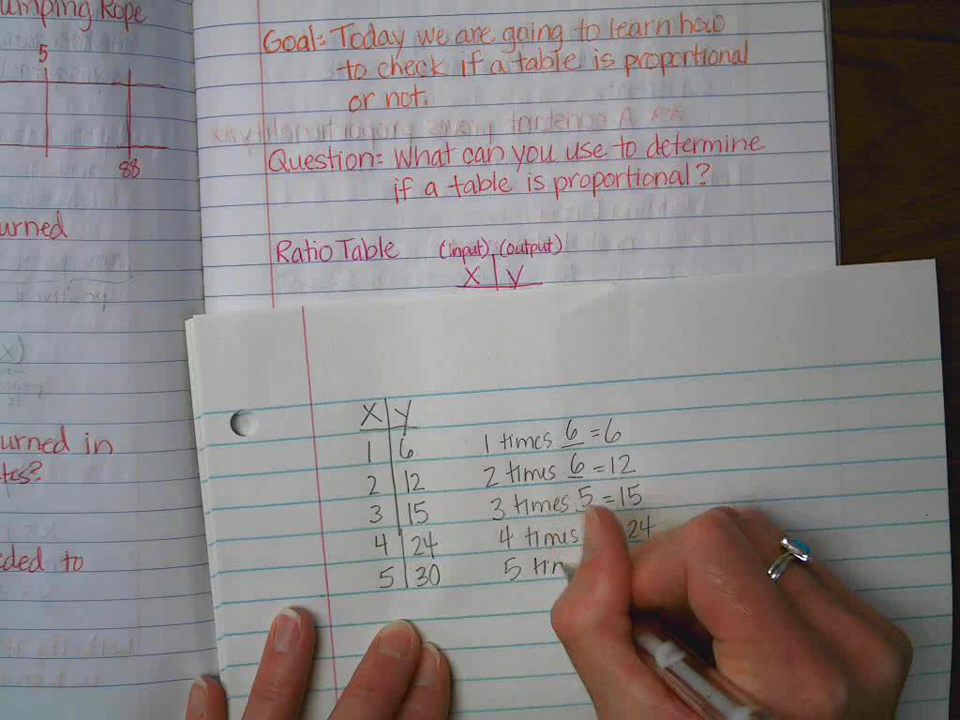 umping Rope
5
88
urned
urned in
tes?
ded to
Goal: Today we are going to learn how
to check if a table is proportional
or not.
Question: What can you use to determine
if a table is proportional?
Ratio Table (input) (output)
X Y
X Y
1 6 1 times 6 = 6
2 12 2 times 6 = 12
3 15 3 times 5 = 15
4 24 4 times 24
5 30 5 tim